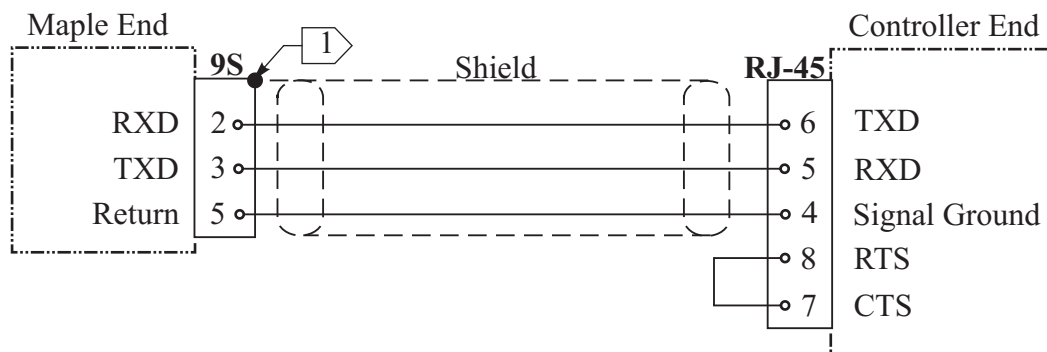 Maple End
Controller End
1
9S
Shield
RJ-45
RXD 2 6 TXD
TXD 3 5 RXD
Return 5 4 Signal Ground
8 RTS
7 CTS